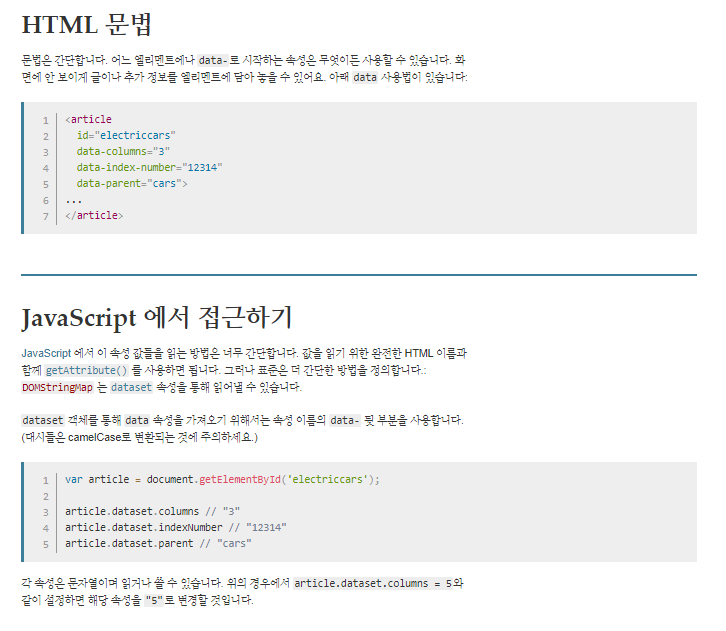 HTML 문법
문법은 간단합니다. 어느 엘리멘트에나 data-로 시작하는 속성은 무엇이든 사용할 수 있습니다. 화
면에 안 보이게 글이나 추가 정보를 엘리멘트에 담아 놓을 수 있어요. 아래 data 사용법이 있습니다:
1 <article
2   id="electriccars"
3   data-columns="3"
4   data-index-number="12314"
5   data-parent="cars">
6 ...
7 </article>
JavaScript 에서 접근하기
JavaScript 에서 이 속성 값들을 읽는 방법은 너무 간단합니다. 값을 읽기 위한 완전한 HTML 이름과
함께 getAttribute() 를 사용하면 됩니다. 그러나 표준은 더 간단한 방법을 정의합니다.:
DOMStringMap 는 dataset 속성을 통해 읽어낼 수 있습니다.
dataset 객체를 통해 data 속성을 가져오기 위해서는 속성 이름의 data- 뒷 부분을 사용합니다.
(대시들은 camelCase로 변환되는 것에 주의하세요.)
1 var article = document.getElementById('electriccars');
2
3 article.dataset.columns // "3"
4 article.dataset.indexNumber // "12314"
5 article.dataset.parent // "cars"
각 속성은 문자열이며 읽거나 쓸 수 있습니다. 위의 경우에서 article.dataset.columns = 5와
같이 설정하면 해당 속성을 "5"로 변경할 것입니다.